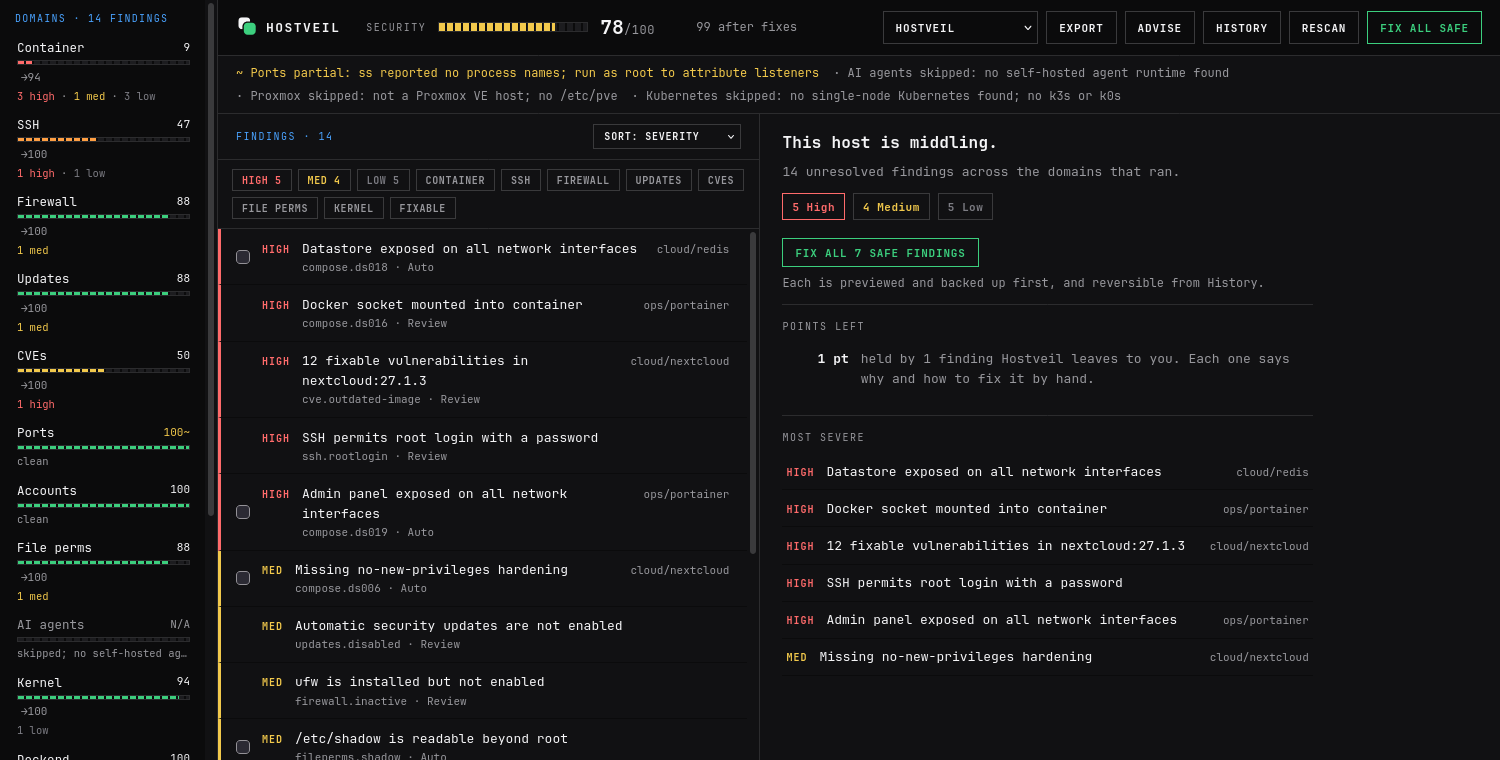 DOMAINS · 14 FINDINGS
Container 9
→94
3 high · 1 med · 3 low
SSH 47
→100
1 high · 1 low
Firewall 88
→100
1 med
Updates 88
→100
1 med
CVEs 50
→100
1 high
Ports 100~
clean
Accounts 100
clean
File perms 88
→100
1 med
AI agents N/A
skipped; no self-hosted ag…
Kernel 94
→100
1 low
HOSTVEIL
SECURITY 78/100 99 after fixes
HOSTVEIL EXPORT ADVISE HISTORY RESCAN FIX ALL SAFE
~ Ports partial: ss reported no process names; run as root to attribute listeners · AI agents skipped: no self-hosted agent runtime found
· Proxmox skipped: not a Proxmox VE host; no /etc/pve · Kubernetes skipped: no single-node Kubernetes found; no k3s or k0s
FINDINGS · 14 SORT: SEVERITY
HIGH 5 MED 4 LOW 5 CONTAINER SSH FIREWALL UPDATES CVES
FILE PERMS KERNEL FIXABLE
HIGH Datastore exposed on all network interfaces cloud/redis
compose.ds018 · Auto
HIGH Docker socket mounted into container ops/portainer
compose.ds016 · Review
HIGH 12 fixable vulnerabilities in cloud/nextcloud
nextcloud:27.1.3
cve.outdated-image · Review
HIGH SSH permits root login with a password
ssh.rootlogin · Review
HIGH Admin panel exposed on all network ops/portainer
interfaces
compose.ds019 · Auto
MED Missing no-new-privileges hardening cloud/nextcloud
compose.ds006 · Auto
MED Automatic security updates are not enabled
updates.disabled · Review
MED ufw is installed but not enabled
firewall.inactive · Review
MED /etc/shadow is readable beyond root
fileperms.shadow · Auto
This host is middling.
14 unresolved findings across the domains that ran.
5 High 4 Medium 5 Low
FIX ALL 7 SAFE FINDINGS
Each is previewed and backed up first, and reversible from History.
POINTS LEFT
1 pt held by 1 finding Hostveil leaves to you. Each one says
why and how to fix it by hand.
MOST SEVERE
HIGH Datastore exposed on all network interfaces cloud/redis
HIGH Docker socket mounted into container ops/portainer
HIGH 12 fixable vulnerabilities in nextcloud:27.1.3 cloud/nextcloud
HIGH SSH permits root login with a password
HIGH Admin panel exposed on all network interfaces ops/portainer
MED Missing no-new-privileges hardening cloud/nextcloud